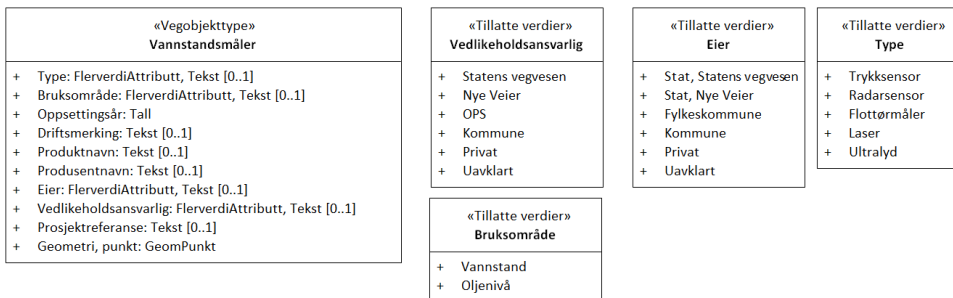 «Vegobjekttype»
Vannstandsmåler
+ Type: FlerverdiAttributt, Tekst [0..1]
+ Bruksområde: FlerverdiAttributt, Tekst [0..1]
+ Oppsettingsår: Tall
+ Driftsmerking: Tekst [0..1]
+ Produktnavn: Tekst [0..1]
+ Produsentnavn: Tekst [0..1]
+ Eier: FlerverdiAttributt, Tekst [0..1]
+ Vedlikeholdsansvarlig: FlerverdiAttributt, Tekst [0..1]
+ Prosjektreferanse: Tekst [0..1]
+ Geometri, punkt: GeomPunkt
«Tillatte verdier»
Vedlikeholdsansvarlig
+ Statens vegvesen
+ Nye Veier
+ OPS
+ Kommune
+ Privat
+ Uavklart
«Tillatte verdier»
Eier
+ Stat, Statens vegvesen
+ Stat, Nye Veier
+ Fylkeskommune
+ Kommune
+ Privat
+ Uavklart
«Tillatte verdier»
Type
+ Trykksensor
+ Radarsensor
+ Flottørmåler
+ Laser
+ Ultralyd
«Tillatte verdier»
Bruksområde
+ Vannstand
+ Oljenivå